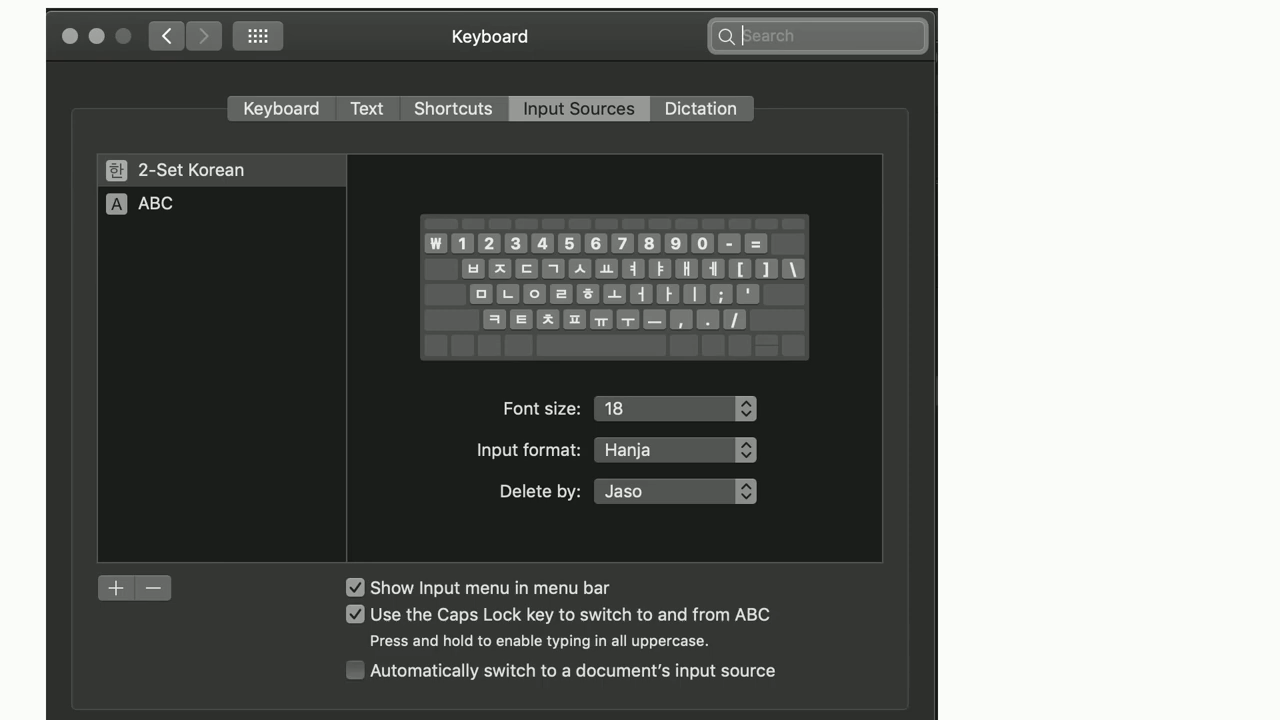 Keyboard
Search
Keyboard Text Shortcuts Input Sources Dictation
한 2-Set Korean
A ABC
₩ 1 2 3 4 5 6 7 8 9 0 - =
ㅂ ㅈ ㄷ ㄱ ㅅ ㅛ ㅕ ㅑ ㅐ ㅔ [ ] \
ㅁ ㄴ ㅇ ㄹ ㅎ ㅗ ㅓ ㅏ ㅣ ; '
ㅋ ㅌ ㅊ ㅍ ㅠ ㅜ ㅡ , . /
Font size: 18
Input format: Hanja
Delete by: Jaso
Show Input menu in menu bar
Use the Caps Lock key to switch to and from ABC
Press and hold to enable typing in all uppercase.
Automatically switch to a document's input source